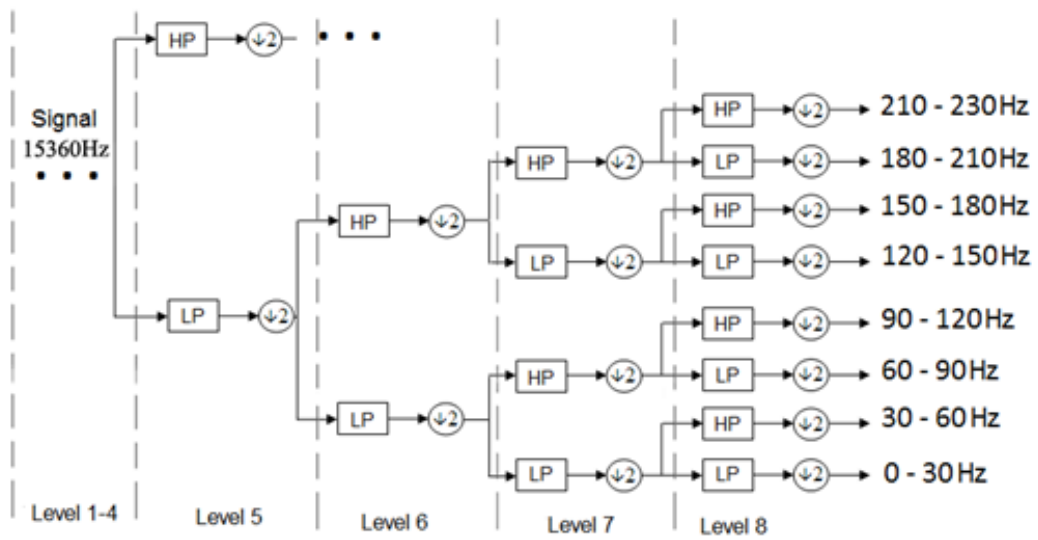 HP ↓2 • • •
Signal
15360Hz
• • •
HP ↓2 210 - 230Hz
HP ↓2 LP ↓2 180 - 210Hz
HP ↓2 HP ↓2 150 - 180Hz
LP ↓2 LP ↓2 120 - 150Hz
LP ↓2 HP ↓2 90 - 120Hz
HP ↓2 LP ↓2 60 - 90Hz
LP ↓2 HP ↓2 30 - 60Hz
LP ↓2 LP ↓2 0 - 30Hz
Level 1-4 Level 5 Level 6 Level 7 Level 8